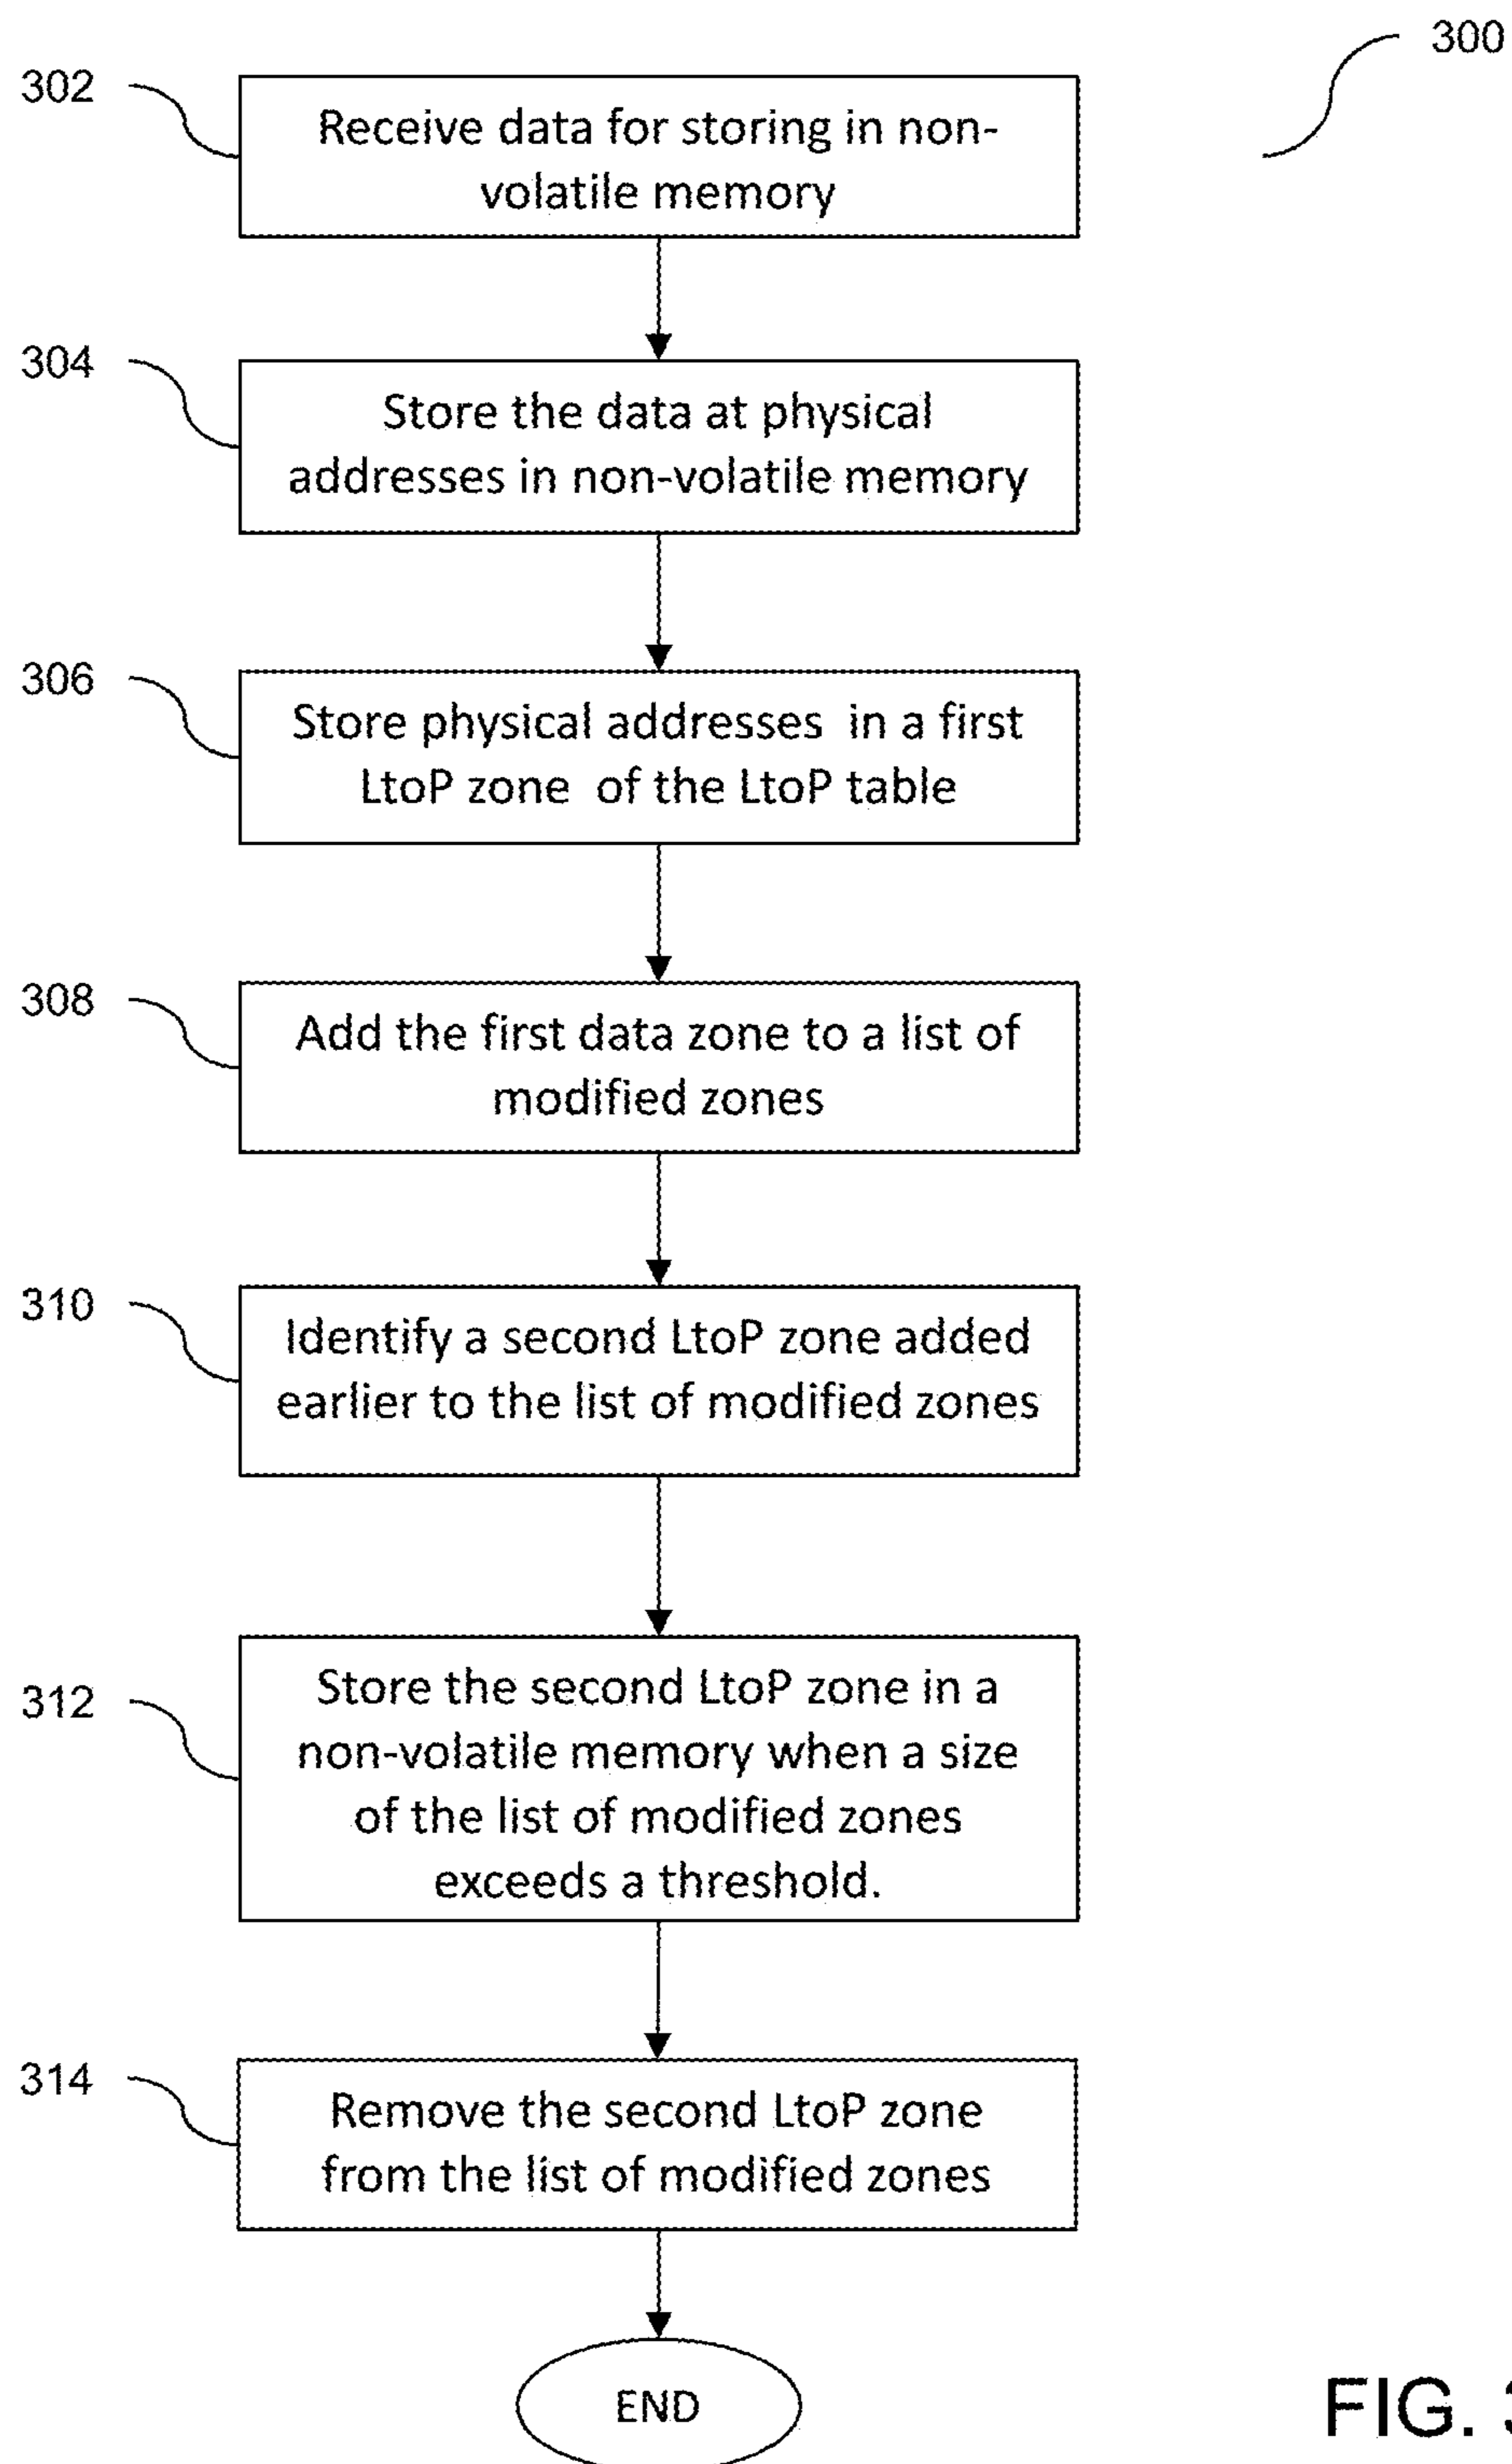 300
302
Receive data for storing in non-
volatile memory
304
Store the data at physical
addresses in non-volatile memory
306
Store physical addresses in a first
LtoP zone of the LtoP table
308
Add the first data zone to a list of
modified zones
310
Identify a second LtoP zone added
earlier to the list of modified zones
312
Store the second LtoP zone in a
non-volatile memory when a size
of the list of modified zones
exceeds a threshold.
314
Remove the second LtoP zone
from the list of modified zones
END
FIG. 3